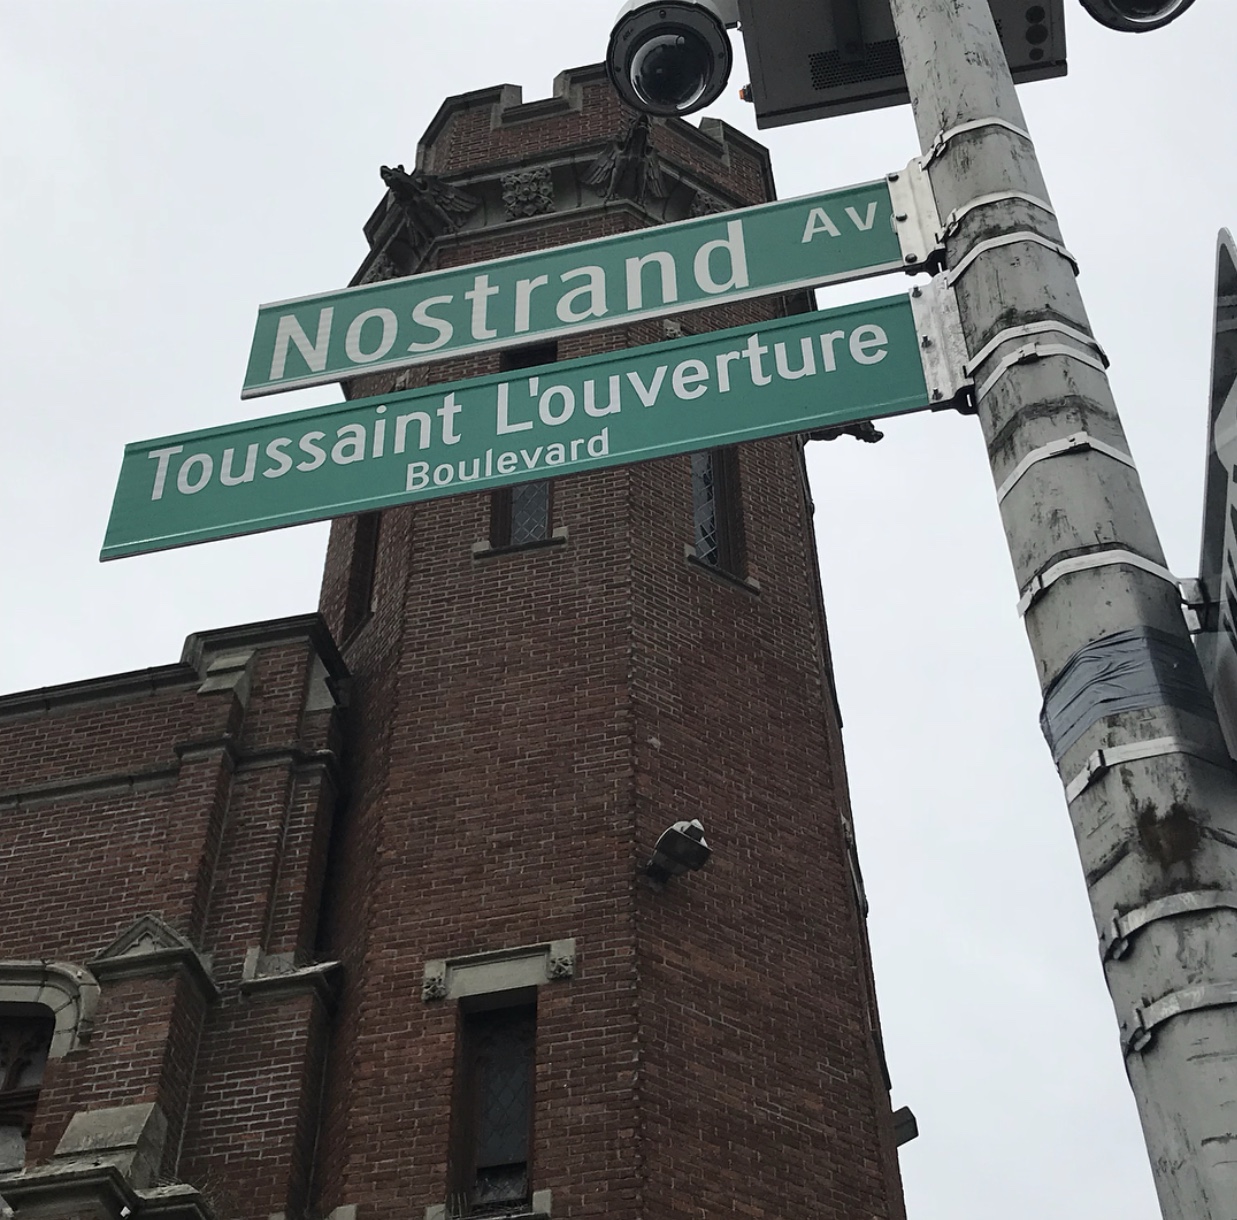 Nostrand Av
Toussaint L'ouverture
Boulevard